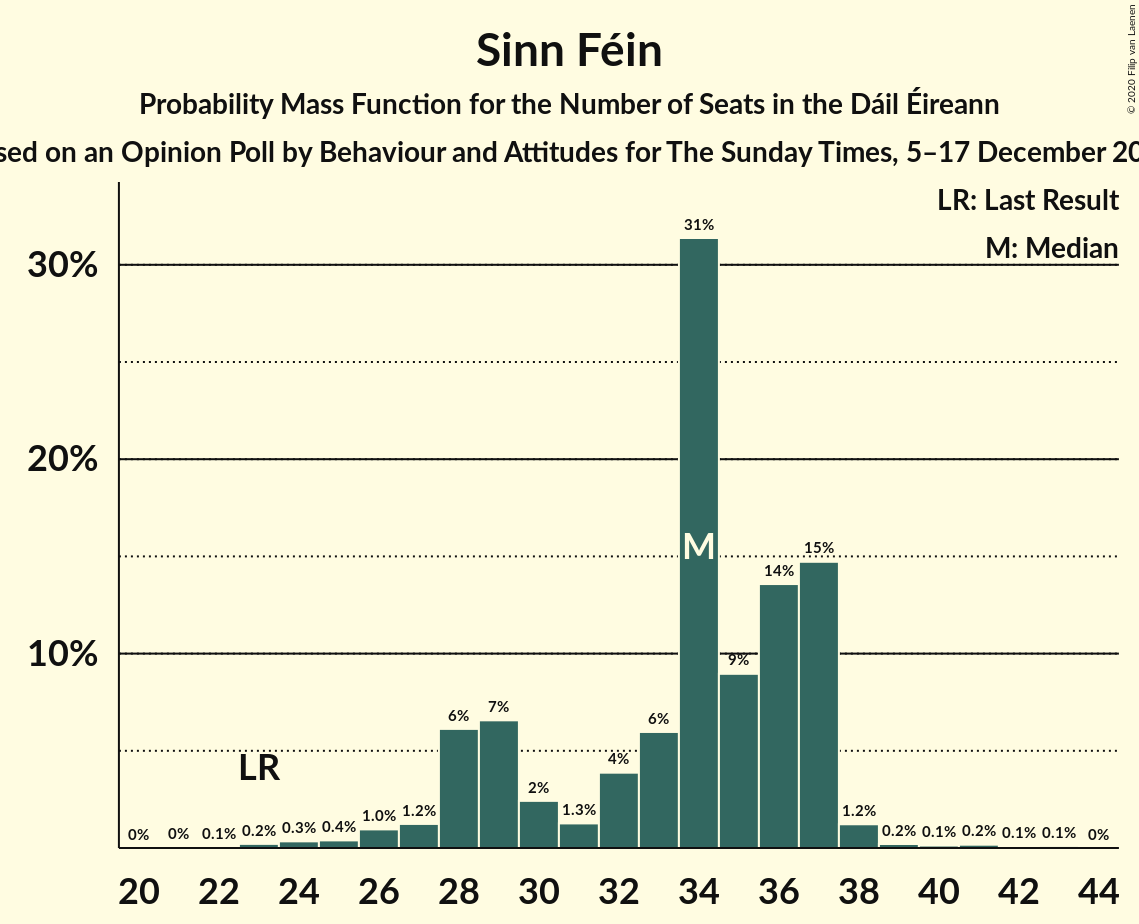 © 2020 Filip van Laenen
Sinn Féin
Probability Mass Function for the Number of Seats in the Dáil Éireann
sed on an Opinion Poll by Behaviour and Attitudes for The Sunday Times, 5–17 December 20
LR: Last Result
M: Median
30%
20%
10%
31%
M
15%
14%
9%
7%
6%
6%
4%
LR
2%
0% 0% 0.1% 0.2% 0.3% 0.4% 1.0% 1.2% 1.3% 1.2% 0.2% 0.1% 0.2% 0.1% 0.1% 0%
20 22 24 26 28 30 32 34 36 38 40 42 44